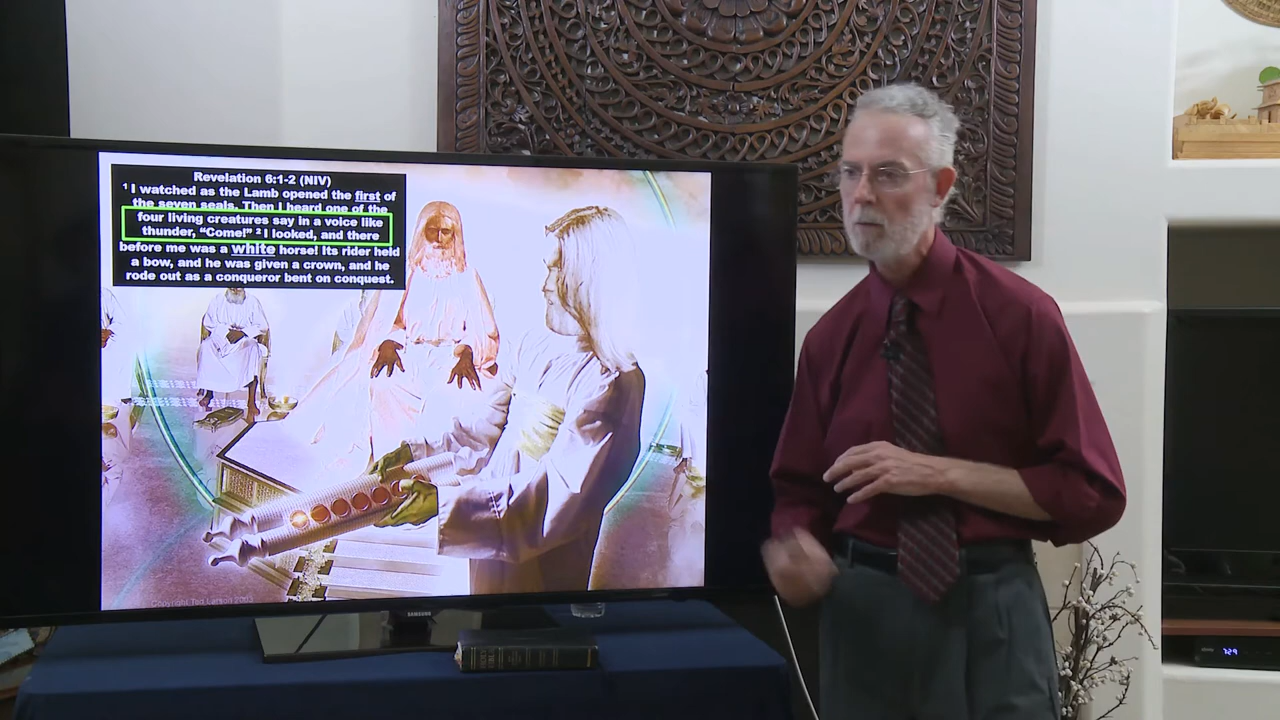 Revelation 6:1-2 (NIV)
¹ I watched as the Lamb opened the first of
the seven seals. Then I heard one of the
four living creatures say in a voice like
thunder, “Come!” ² I looked, and there
before me was a white horse! Its rider held
a bow, and he was given a crown, and he
rode out as a conqueror bent on conquest.
Copyright Ted Larson 2003
SAMSUNG
7:29